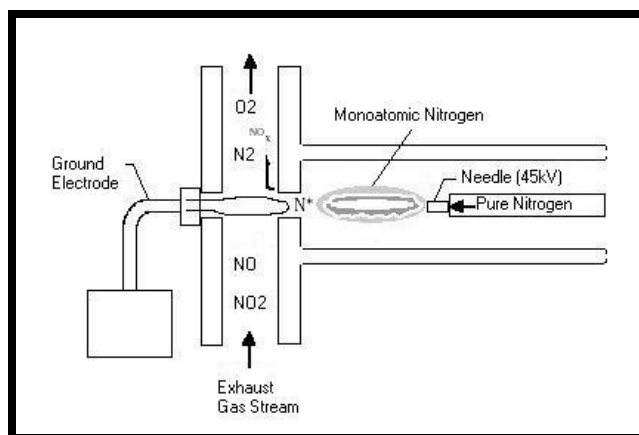 O2
NOx
N2
Monoatomic Nitrogen
Ground
Electrode
Needle (45kV)
N*
Pure Nitrogen
NO
NO2
Exhaust
Gas Stream